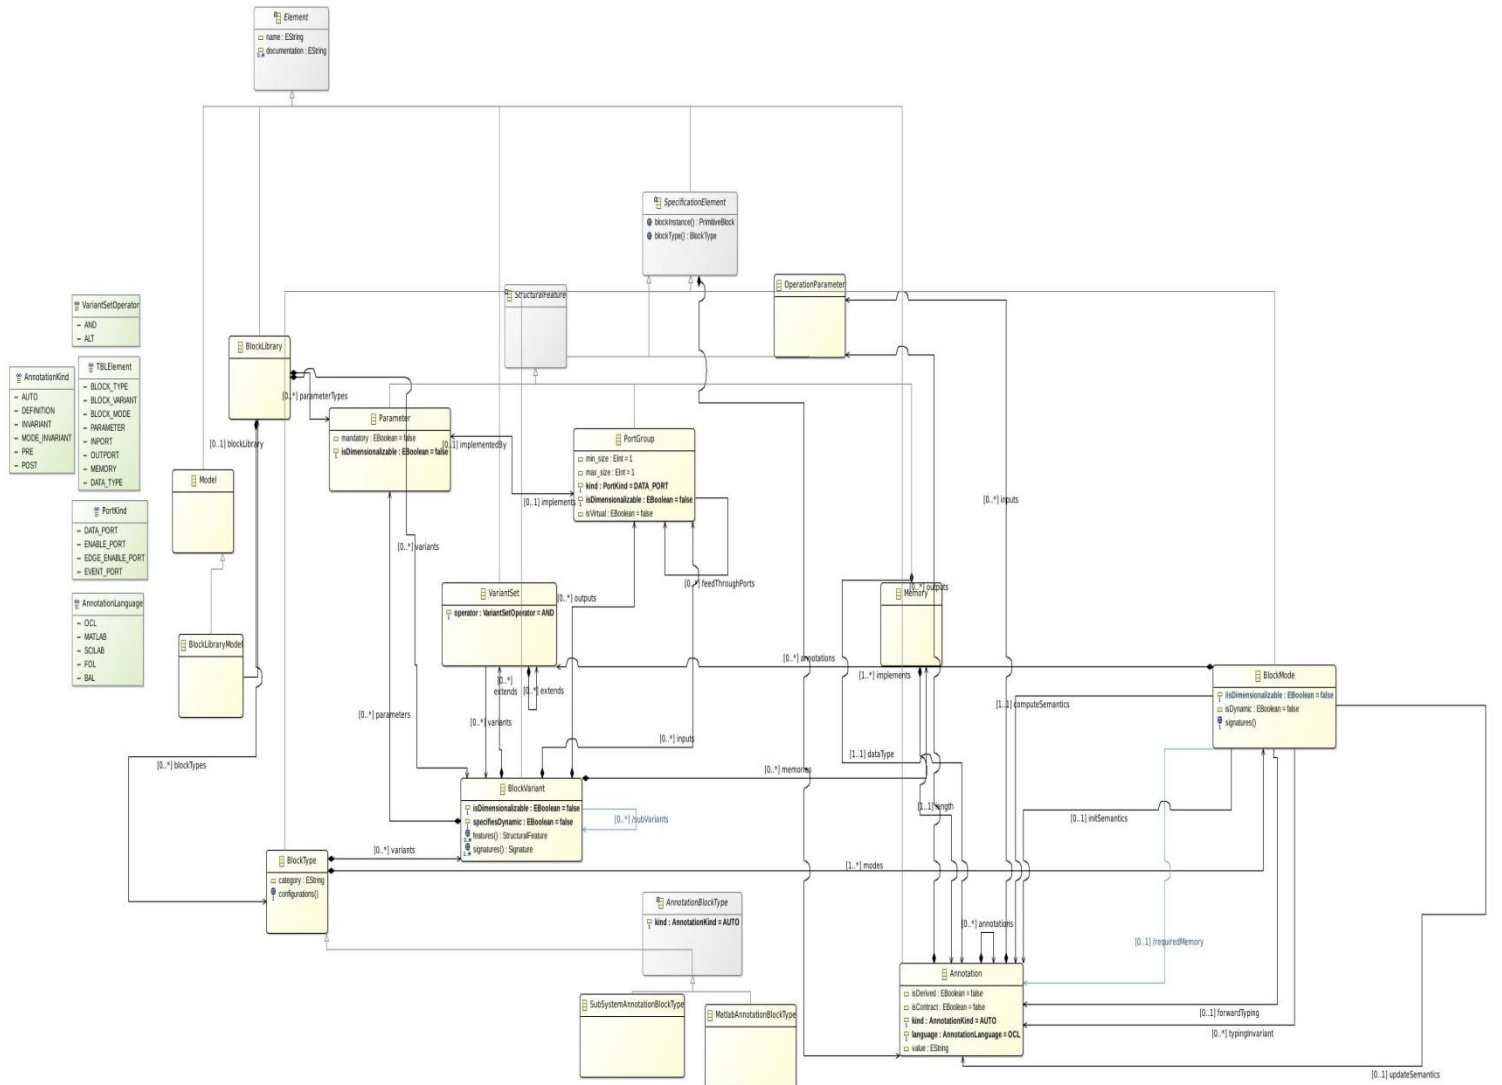 Element
name : EString
documentation : EString
0..*
SpecificationElement
blockInstance() : PrimitiveBlock
blockType() : BlockType
StructuralFeature
OperationParameter
VariantSetOperator
AND
ALT
AnnotationKind
AUTO
DEFINITION
INVARIANT
MODE_INVARIANT
PRE
POST
TBLElement
BLOCK_TYPE
BLOCK_VARIANT
BLOCK_MODE
PARAMETER
INPORT
OUTPORT
MEMORY
DATA_TYPE
PortKind
DATA_PORT
ENABLE_PORT
EDGE_ENABLE_PORT
EVENT_PORT
AnnotationLanguage
OCL
MATLAB
SCILAB
FOL
BAL
BlockLibrary
[0..*] parameterTypes
[0..1] blockLibrary
Parameter
mandatory : EBoolean = false
isDimensionalizable : EBoolean = false
[0..1] implementedBy
[0..1] implements
PortGroup
min_size : EInt = 1
max_size : EInt = 1
kind : PortKind = DATA_PORT
isDimensionalizable : EBoolean = false
isVirtual : EBoolean = false
[0..*] inputs
Model
[0..*] variants
[0..*] feedThroughPorts
VariantSet
operator : VariantSetOperator = AND
[0..*] outputs
[0..*] outputs
Memory
BlockLibraryModel
[0..*] annotations
[1..*] implements
[0..*]
extends
[0..*] extends
BlockMode
/isDimensionalizable : EBoolean = false
isDynamic : EBoolean = false
signatures()
[1..1] computeSemantics
[0..*] parameters
[0..*] variants
[0..*] inputs
[1..1] dataType
[0..*] blockTypes
[0..*] memories
BlockVariant
isDimensionalizable : EBoolean = false
specifiesDynamic : EBoolean = false
features() : StructuralFeature
signatures() : Signature
[0..*] /subVariants
[1..1] length
[0..1] initSemantics
[0..*] variants
BlockType
category : EString
configurations()
[1..*] modes
AnnotationBlockType
kind : AnnotationKind = AUTO
[0..*] annotations
[0..1] /requiredMemory
Annotation
isDerived : EBoolean = false
isContract : EBoolean = false
kind : AnnotationKind = AUTO
language : AnnotationLanguage = OCL
value : EString
SubSystemAnnotationBlockType
MatlabAnnotationBlockType
[0..1] forwardTyping
[0..*] typingInvariant
[0..1] updateSemantics